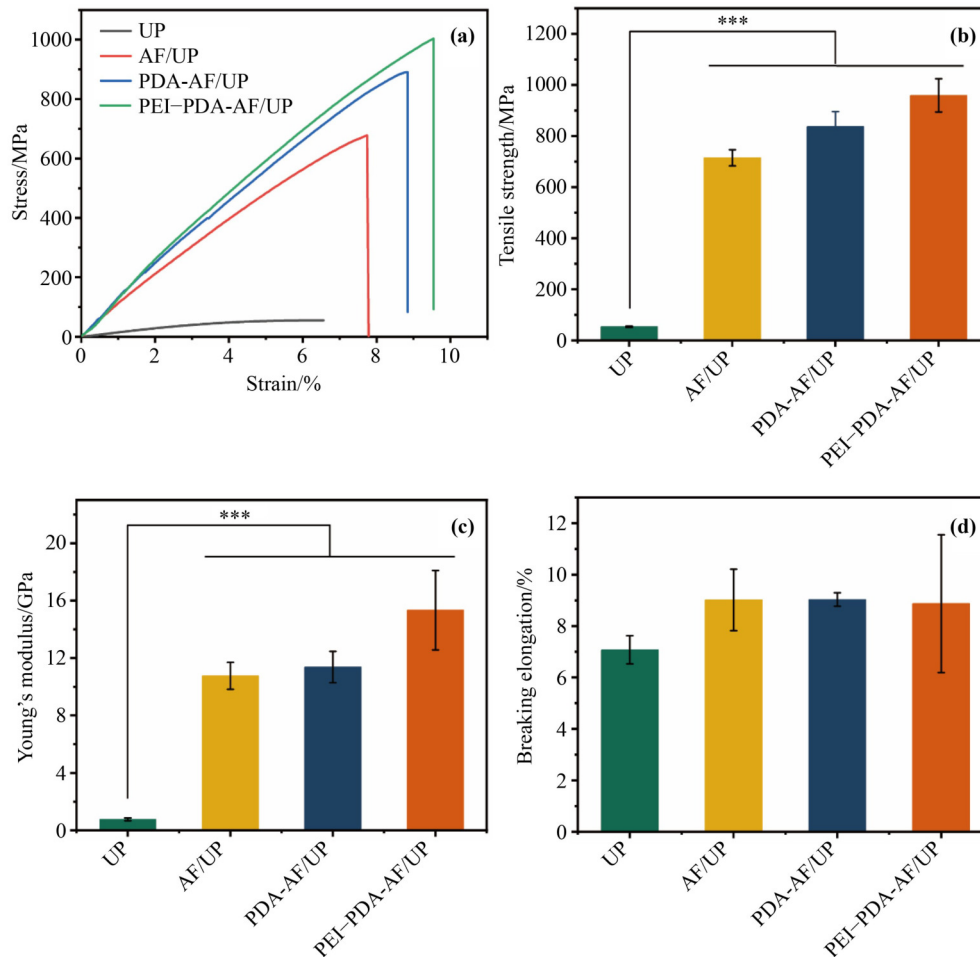 (a)
UP
AF/UP
PDA-AF/UP
PEI–PDA-AF/UP
1000
800
600
400
200
0
Stress/MPa
0 2 4 6 8 10
Strain/%
(b)
***
1200
1000
800
600
400
200
0
Tensile strength/MPa
UP
AF/UP
PDA-AF/UP
PEI–PDA-AF/UP
(c)
***
20
16
12
8
4
0
Young's modulus/GPa
UP
AF/UP
PDA-AF/UP
PEI–PDA-AF/UP
(d)
12
10
8
6
4
2
0
Breaking elongation/%
UP
AF/UP
PDA-AF/UP
PEI–PDA-AF/UP